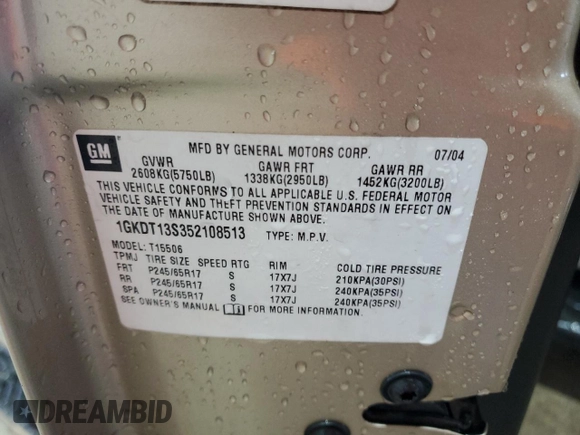 GM
MFD BY GENERAL MOTORS CORP. 07/04
GVWR GAWR FRT GAWR RR
2608KG(5750LB) 1338KG(2950LB) 1452KG(3200LB)
THIS VEHICLE CONFORMS TO ALL APPLICABLE U.S. FEDERAL MOTOR
VEHICLE SAFETY AND THEFT PREVENTION STANDARDS IN EFFECT ON
THE DATE OF MANUFACTURE SHOWN ABOVE.
1GKDT13S352108513 TYPE: M.P.V.
MODEL: T15506
TPMJ TIRE SIZE SPEED RTG RIM COLD TIRE PRESSURE
FRT P245/65R17 S 17X7J 210KPA(30PSI)
RR P245/65R17 S 17X7J 240KPA(35PSI)
SPA P245/65R17 S 17X7J 240KPA(35PSI)
SEE OWNER'S MANUAL FOR MORE INFORMATION.
DREAMBID